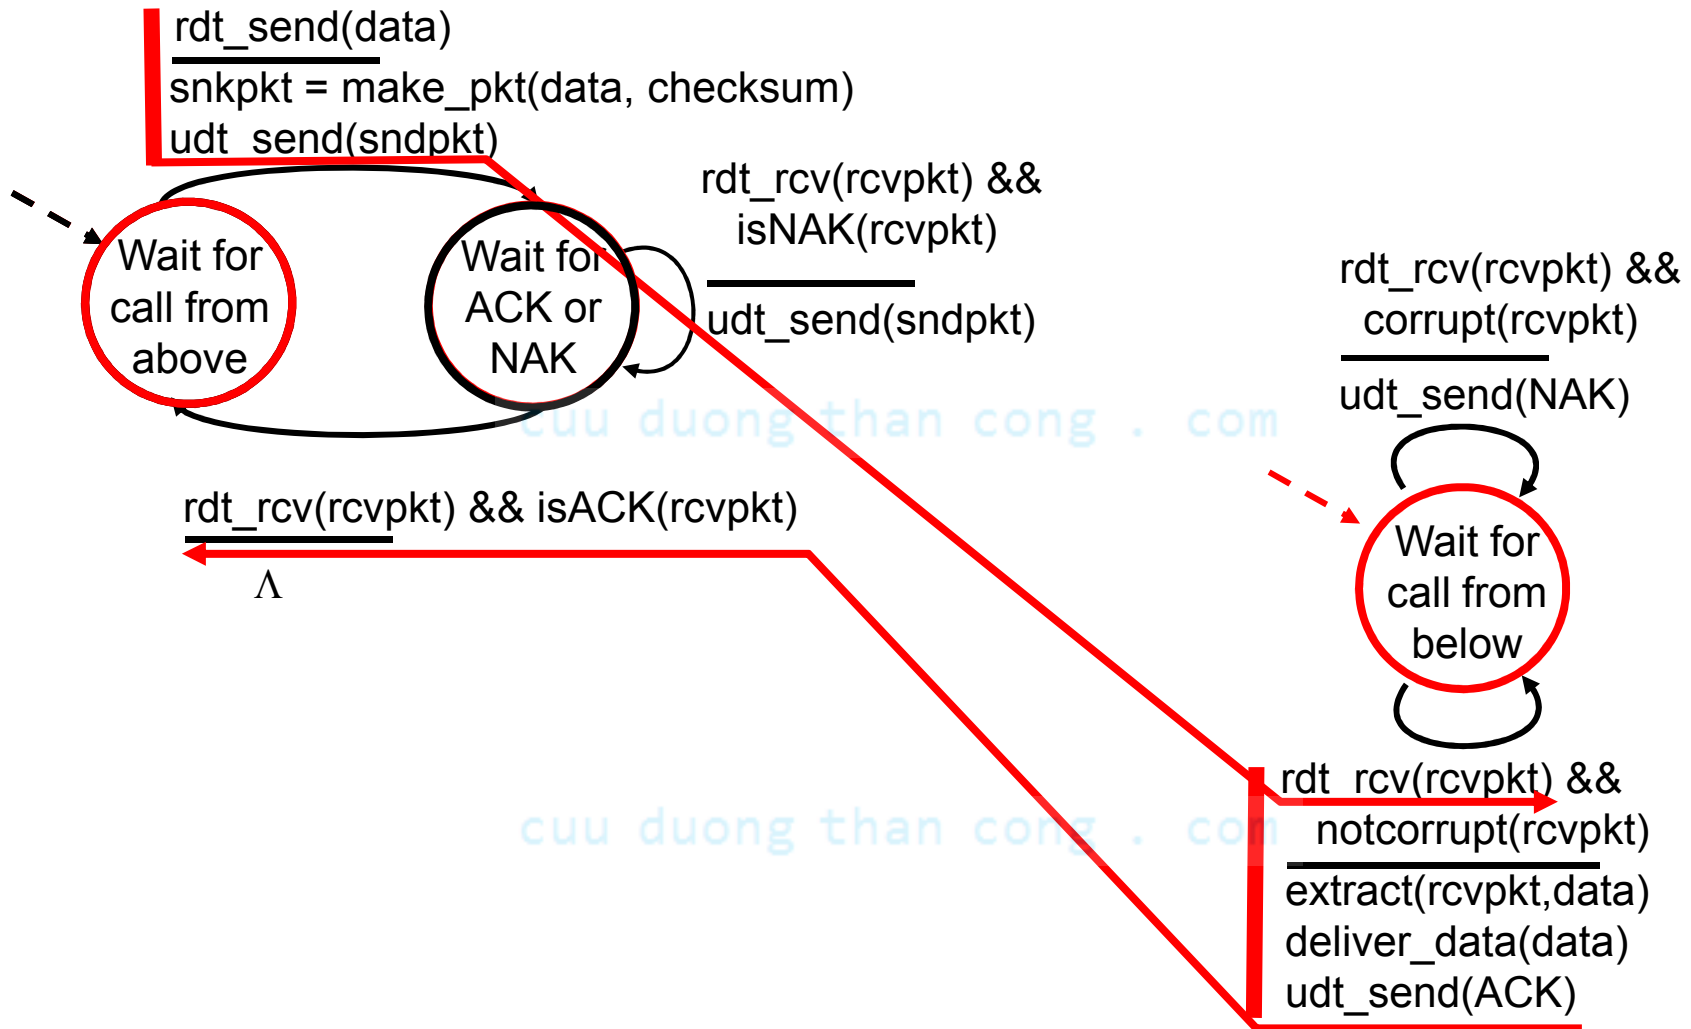 rdt_send(data)
snkpkt = make_pkt(data, checksum)
udt_send(sndpkt)
rdt_rcv(rcvpkt) &&
isNAK(rcvpkt)
udt_send(sndpkt)
Wait for
call from
above
Wait for
ACK or
NAK
rdt_rcv(rcvpkt) && isACK(rcvpkt)
Λ
rdt_rcv(rcvpkt) &&
corrupt(rcvpkt)
udt_send(NAK)
Wait for
call from
below
rdt_rcv(rcvpkt) &&
notcorrupt(rcvpkt)
extract(rcvpkt,data)
deliver_data(data)
udt_send(ACK)
cuu duong than cong . com
cuu duong than cong . com